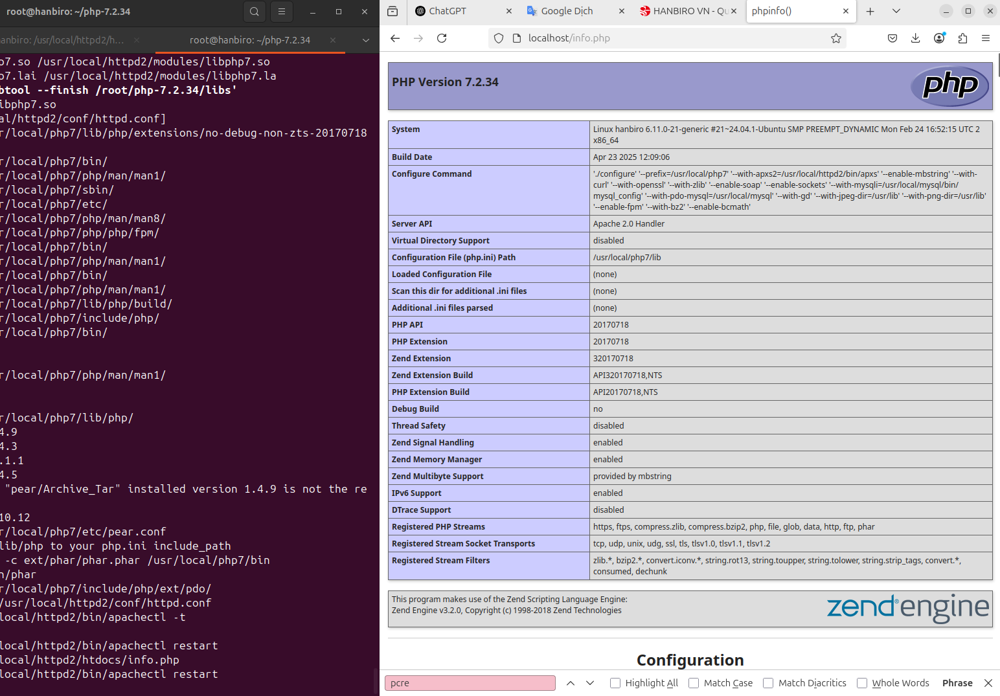 root@hanbiro: ~/php-7.2.34
anbiro: /usr/local/httpd2/h...
root@hanbiro: ~/php-7.2.34
o7.so /usr/local/httpd2/modules/libphp7.so
o7.lai /usr/local/httpd2/modules/libphp7.la
btool --finish /root/php-7.2.34/libs'
ibphp7.so
al/httpd2/conf/httpd.conf]
r/local/php7/lib/php/extensions/no-debug-non-zts-20170718
r/local/php7/bin/
r/local/php7/php/man/man1/
r/local/php7/sbin/
r/local/php7/etc/
r/local/php7/php/man/man8/
r/local/php7/php/php/fpm/
r/local/php7/bin/
r/local/php7/php/man/man1/
r/local/php7/bin/
r/local/php7/php/man/man1/
r/local/php7/lib/php/build/
r/local/php7/include/php/
r/local/php7/bin/
r/local/php7/php/man/man1/
r/local/php7/lib/php/
4.9
4.3
.1.1
4.5
"pear/Archive_Tar" installed version 1.4.9 is not the re
10.12
r/local/php7/etc/pear.conf
lib/php to your php.ini include_path
-c ext/phar/phar.phar /usr/local/php7/bin
n/phar
r/local/php7/include/php/ext/pdo/
/usr/local/httpd2/conf/httpd.conf
local/httpd2/bin/apachectl -t
local/httpd2/bin/apachectl restart
local/httpd2/htdocs/info.php
local/httpd2/bin/apachectl restart
ChatGPT
Google Dịch
HANBIRO VN - Qu
phpinfo()
localhost/info.php
PHP Version 7.2.34
php
System Linux hanbiro 6.11.0-21-generic #21~24.04.1-Ubuntu SMP PREEMPT_DYNAMIC Mon Feb 24 16:52:15 UTC 2
x86_64
Build Date Apr 23 2025 12:09:06
Configure Command './configure' '--prefix=/usr/local/php7' '--with-apxs2=/usr/local/httpd2/bin/apxs' '--enable-mbstring' '--with-
curl' '--with-openssl' '--with-zlib' '--enable-soap' '--enable-sockets' '--with-mysqli=/usr/local/mysql/bin/
mysql_config' '--with-pdo-mysql=/usr/local/mysql' '--with-gd' '--with-jpeg-dir=/usr/lib' '--with-png-dir=/usr/lib'
'--enable-fpm' '--with-bz2' '--enable-bcmath'
Server API Apache 2.0 Handler
Virtual Directory Support disabled
Configuration File (php.ini) Path /usr/local/php7/lib
Loaded Configuration File (none)
Scan this dir for additional .ini files (none)
Additional .ini files parsed (none)
PHP API 20170718
PHP Extension 20170718
Zend Extension 320170718
Zend Extension Build API320170718,NTS
PHP Extension Build API20170718,NTS
Debug Build no
Thread Safety disabled
Zend Signal Handling enabled
Zend Memory Manager enabled
Zend Multibyte Support provided by mbstring
IPv6 Support enabled
DTrace Support disabled
Registered PHP Streams https, ftps, compress.zlib, compress.bzip2, php, file, glob, data, http, ftp, phar
Registered Stream Socket Transports tcp, udp, unix, udg, ssl, tls, tlsv1.0, tlsv1.1, tlsv1.2
Registered Stream Filters zlib.*, bzip2.*, convert.iconv.*, string.rot13, string.toupper, string.tolower, string.strip_tags, convert.*,
consumed, dechunk
This program makes use of the Zend Scripting Language Engine:
Zend Engine v3.2.0, Copyright (c) 1998-2018 Zend Technologies
zend® engine
Configuration
pcre
Highlight All
Match Case
Match Diacritics
Whole Words
Phrase